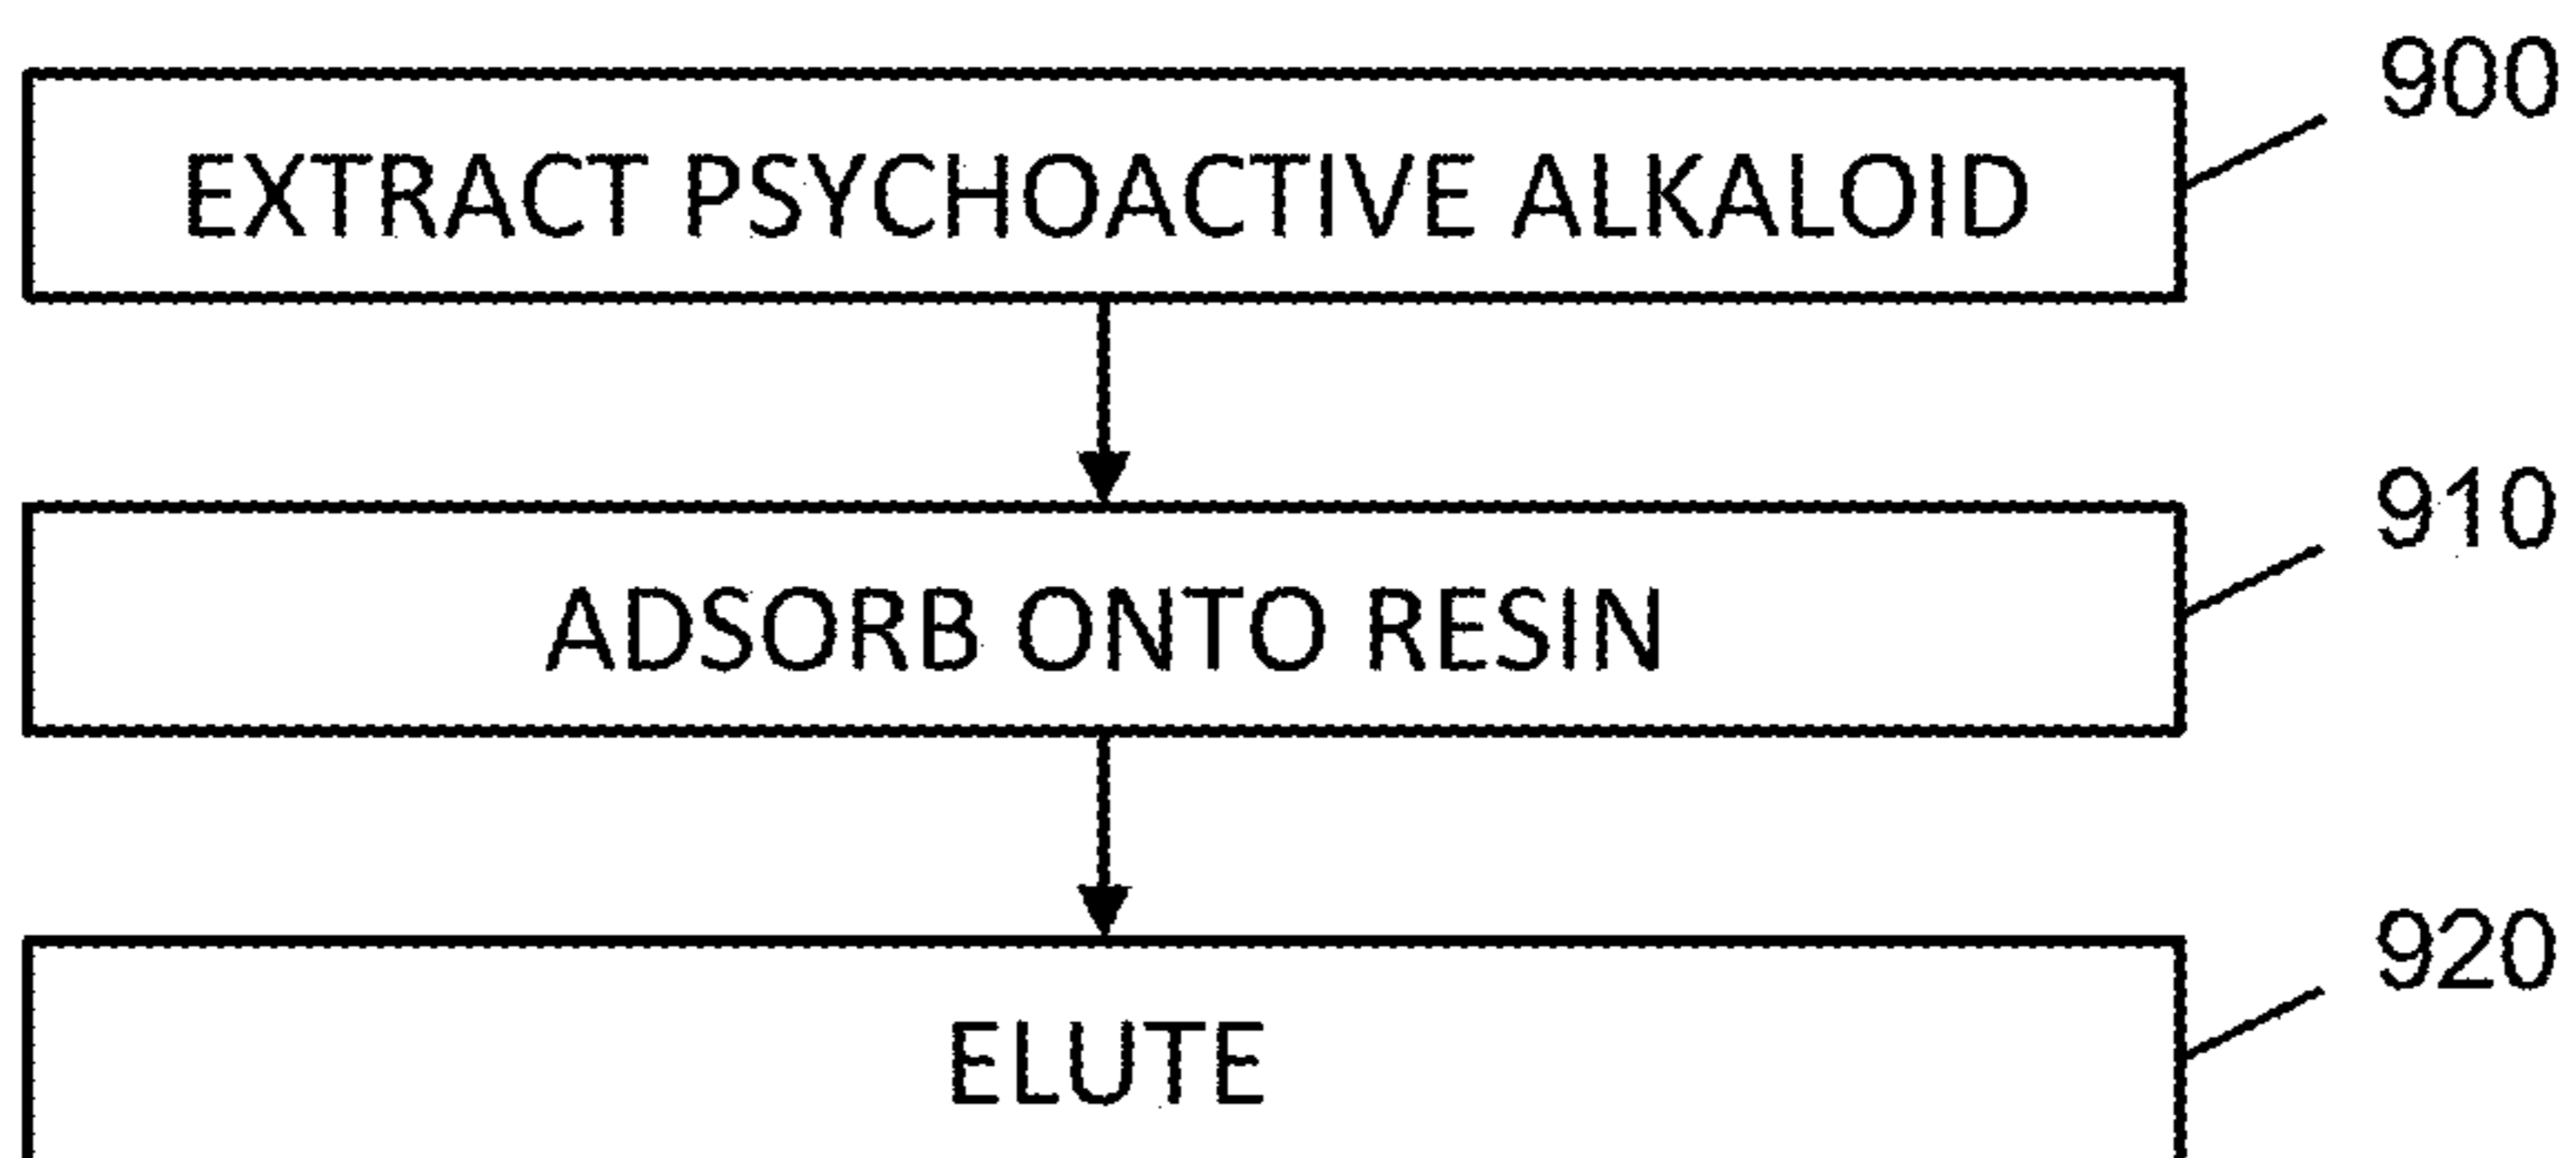 900
EXTRACT PSYCHOACTIVE ALKALOID
910
ADSORB ONTO RESIN
920
ELUTE